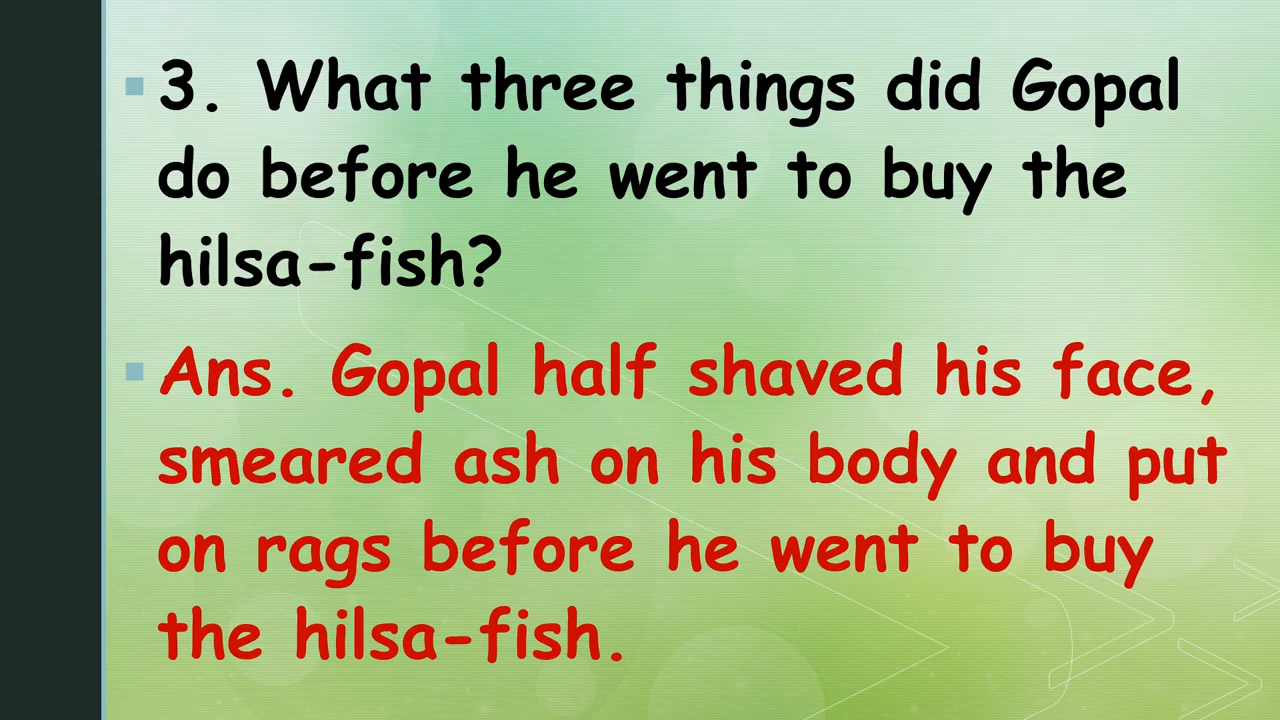 3. What three things did Gopal
do before he went to buy the
hilsa-fish?
Ans. Gopal half shaved his face,
smeared ash on his body and put
on rags before he went to buy
the hilsa-fish.